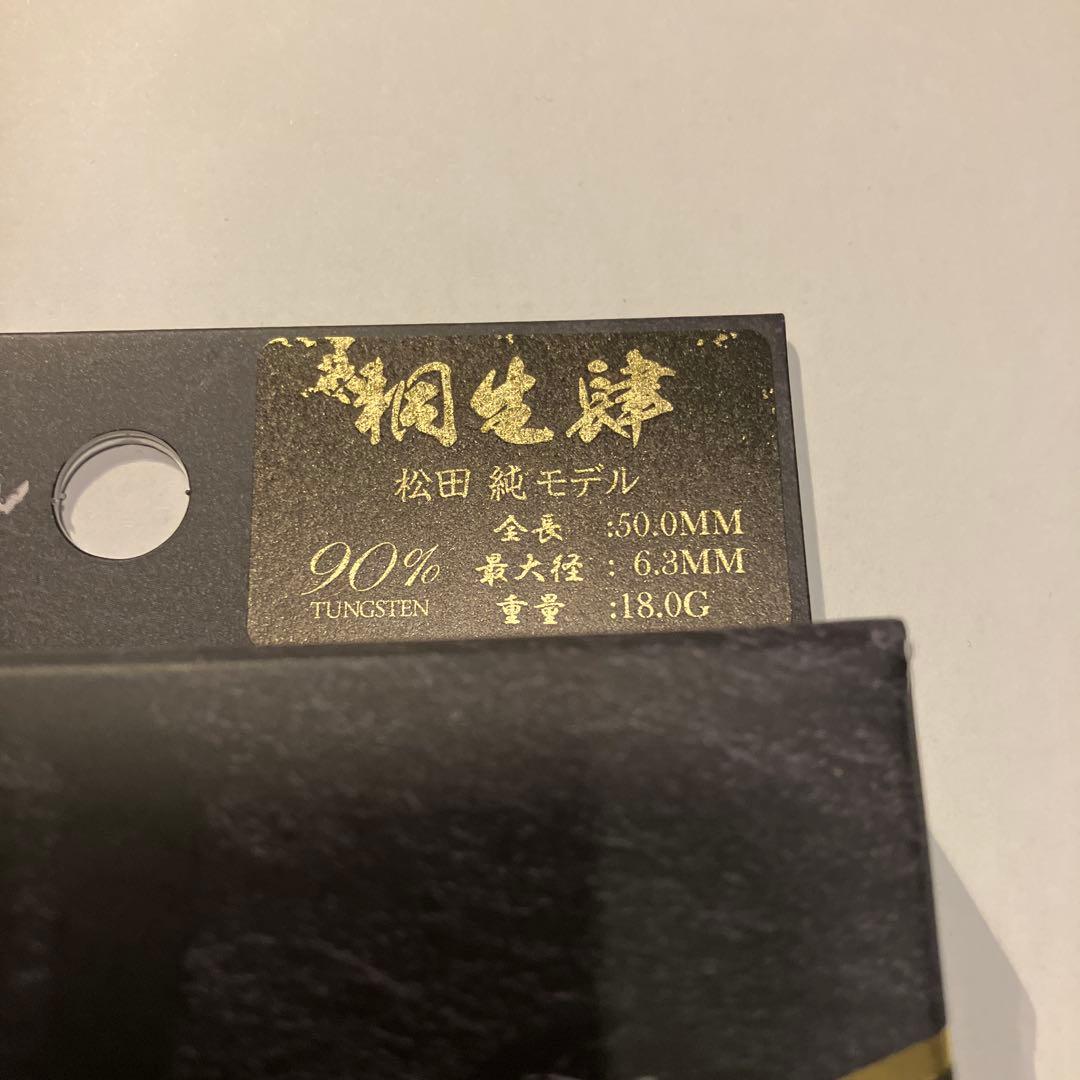 桐生肆
松田 純モデル
全長 :50.0MM
90% 最大径 : 6.3MM
TUNGSTEN 重量 :18.0G